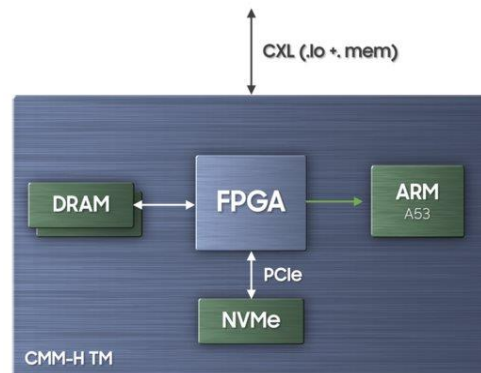 CXL (.Io +. mem)
DRAM
FPGA
ARM
A53
PCIe
NVMe
CMM-H TM